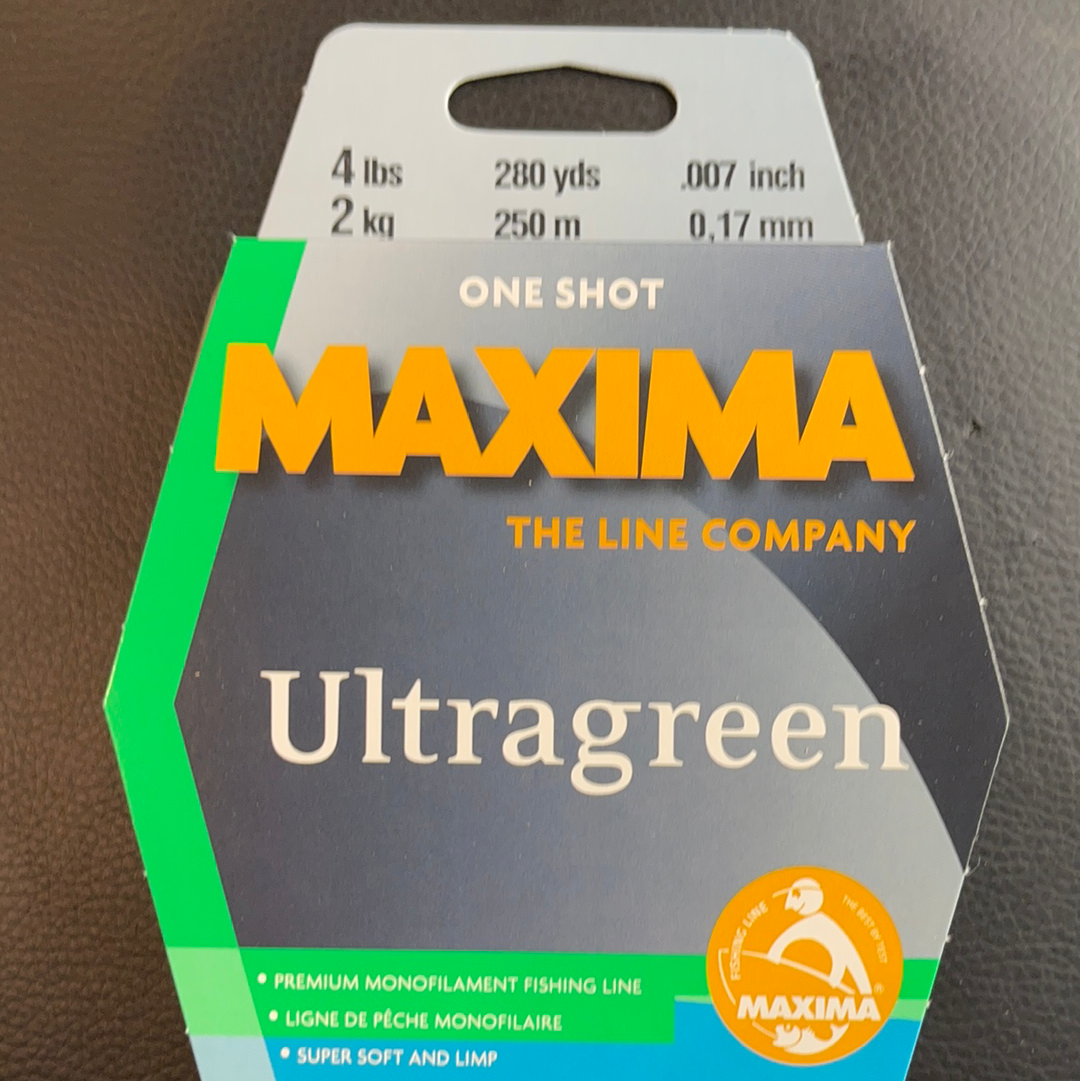 4 lbs 280 yds .007 inch
2 kg 250 m 0,17 mm
ONE SHOT
MAXIMA
THE LINE COMPANY
Ultragreen
FISHING LINE
THE BEST BY TEST
MAXIMA
©
• PREMIUM MONOFILAMENT FISHING LINE
• LIGNE DE PÊCHE MONOFILAIRE
• SUPER SOFT AND LIMP